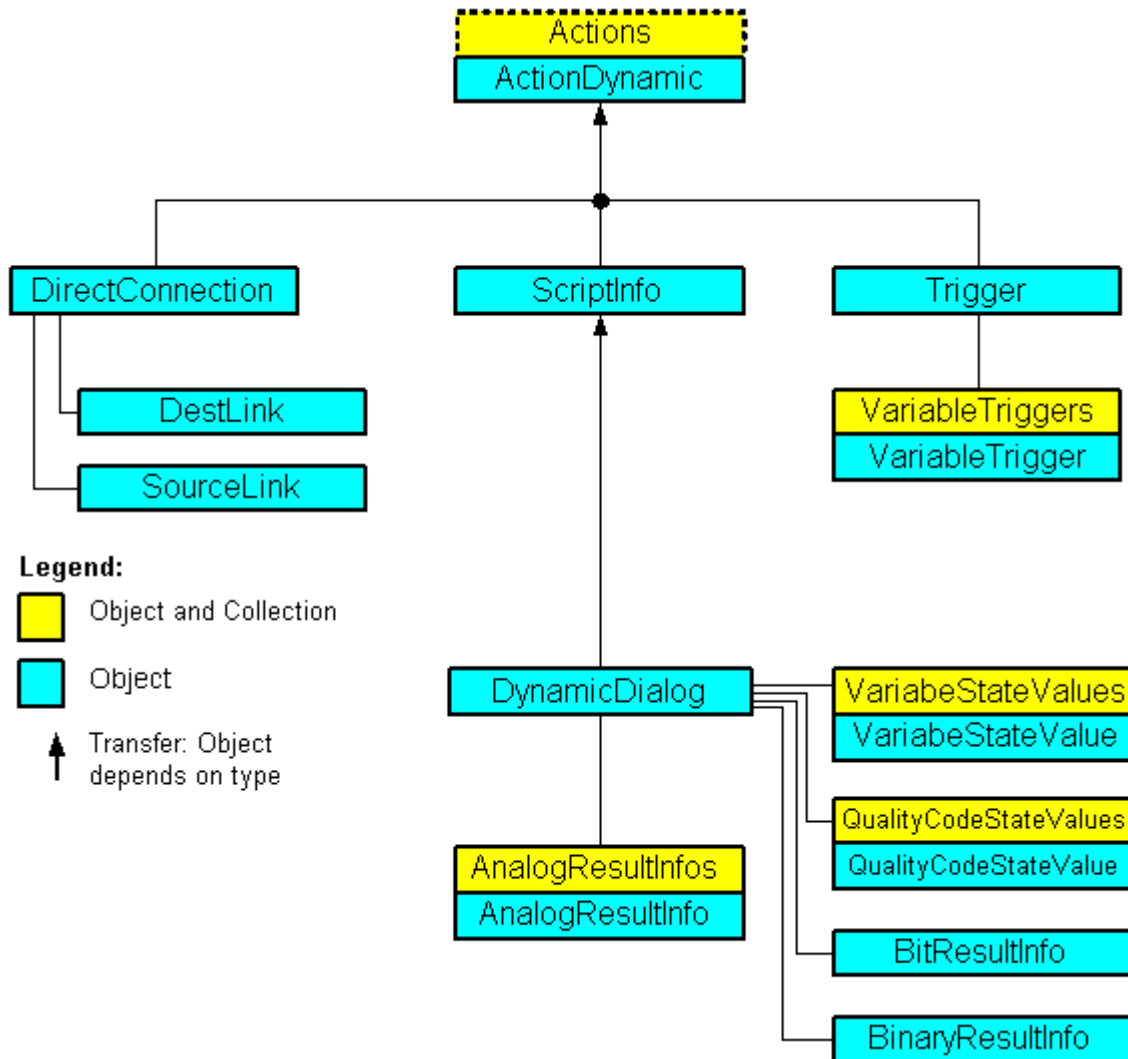 Actions
ActionDynamic
DirectConnection
ScriptInfo
Trigger
DestLink
SourceLink
VariableTriggers
VariableTrigger
Legend:
Object and Collection
Object
Transfer: Object
depends on type
DynamicDialog
VariabeStateValues
VariabeStateValue
QualityCodeStateValues
QualityCodeStateValue
AnalogResultInfos
AnalogResultInfo
BitResultInfo
BinaryResultInfo